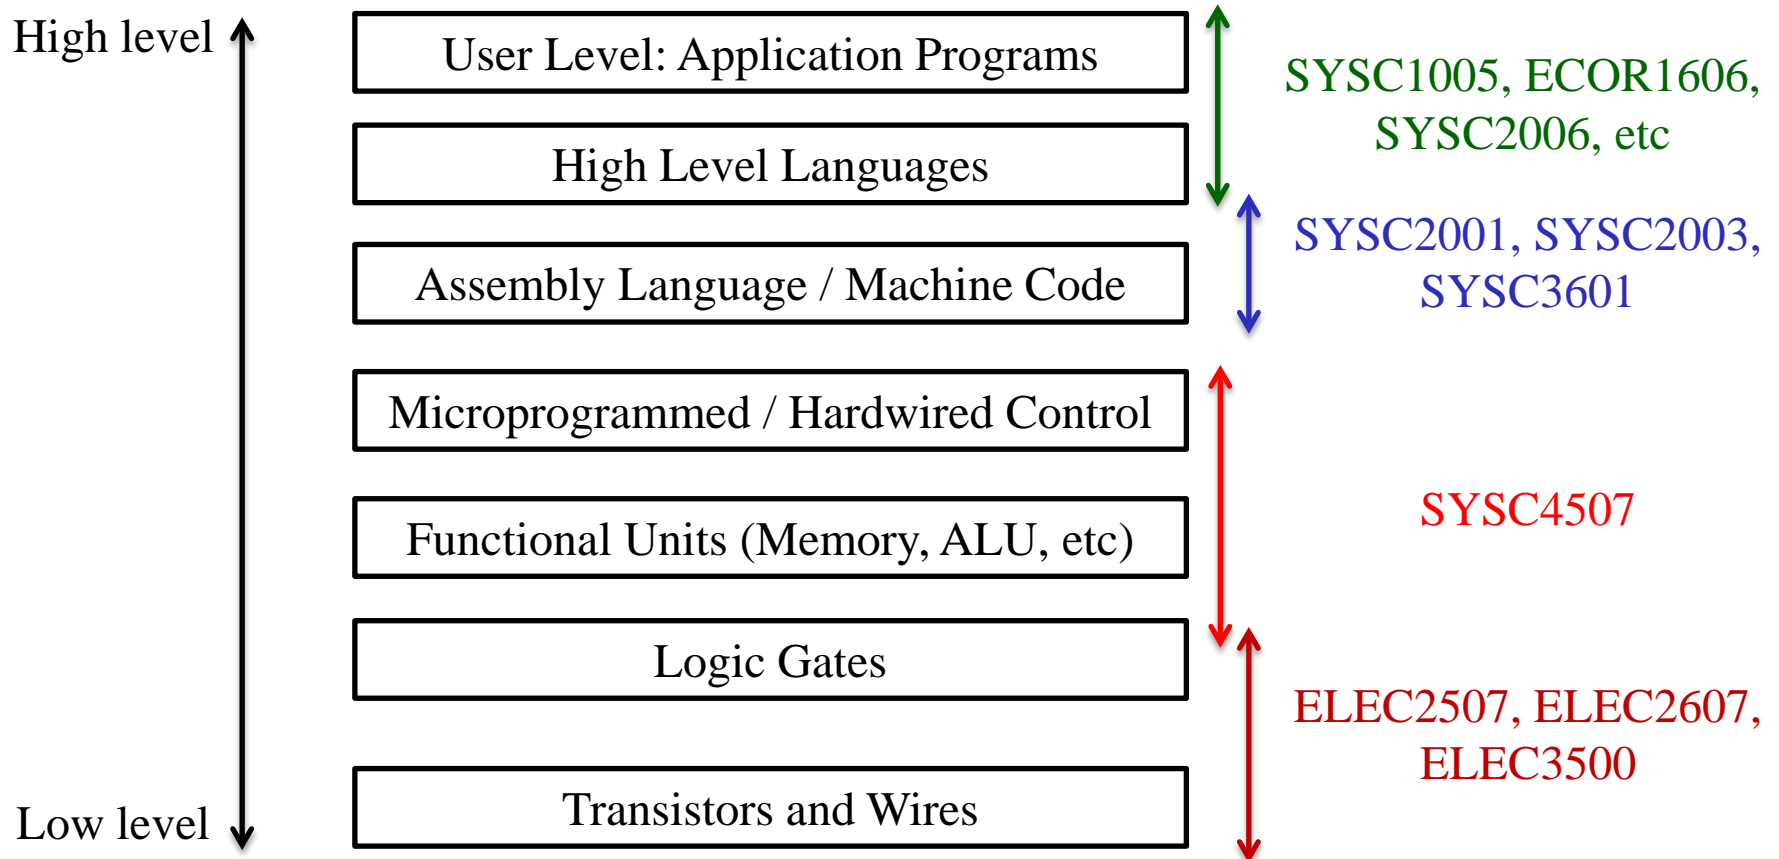 High level
User Level: Application Programs
SYSC1005, ECOR1606,
SYSC2006, etc
High Level Languages
SYSC2001, SYSC2003,
SYSC3601
Assembly Language / Machine Code
Microprogrammed / Hardwired Control
SYSC4507
Functional Units (Memory, ALU, etc)
Logic Gates
ELEC2507, ELEC2607,
ELEC3500
Transistors and Wires
Low level